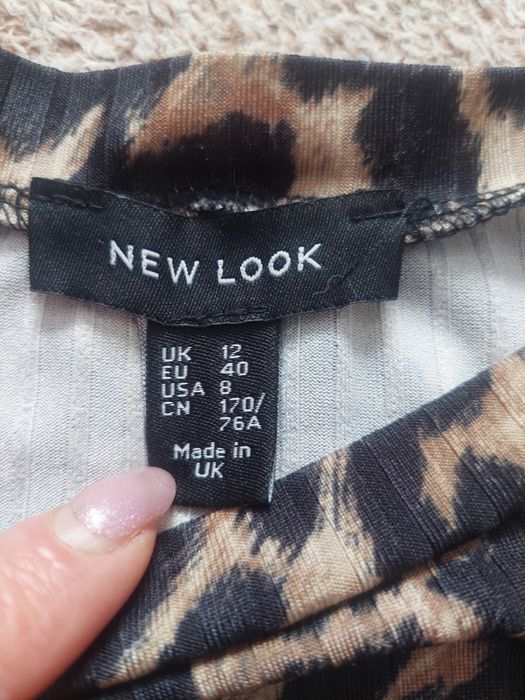 NEW LOOK
UK 12
EU 40
USA 8
CN 170/
76A
Made in
UK